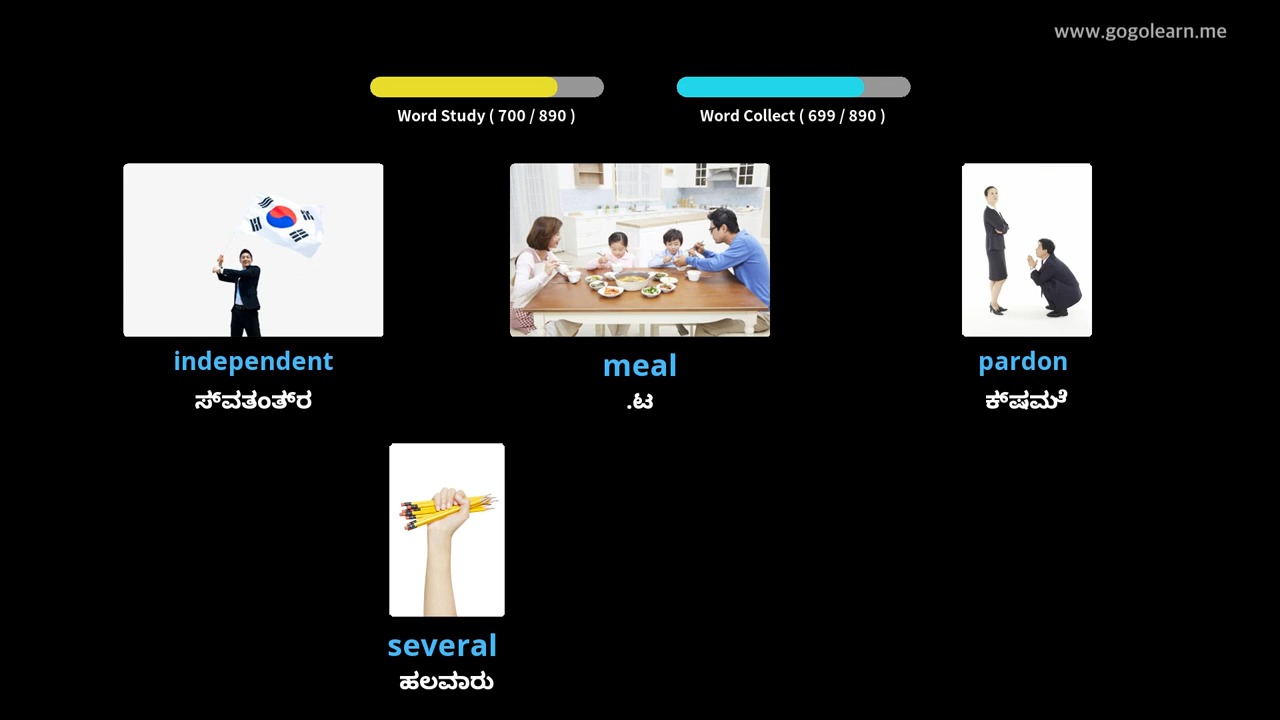 www.gogolearn.me
Word Study ( 700 / 890 )
Word Collect ( 699 / 890 )
independent
ಸ್‌ವತಂತ್‌ರ
meal
.ಟ
pardon
ಕ್‌ಷಮೆ
several
ಹಲವಾರು